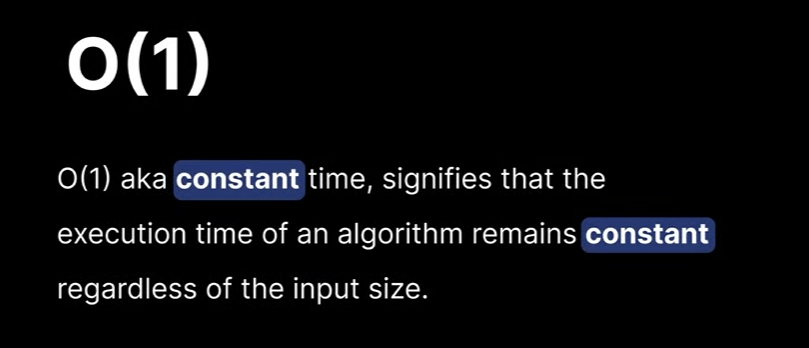 O(1)
O(1) aka constant time, signifies that the
execution time of an algorithm remains constant
regardless of the input size.